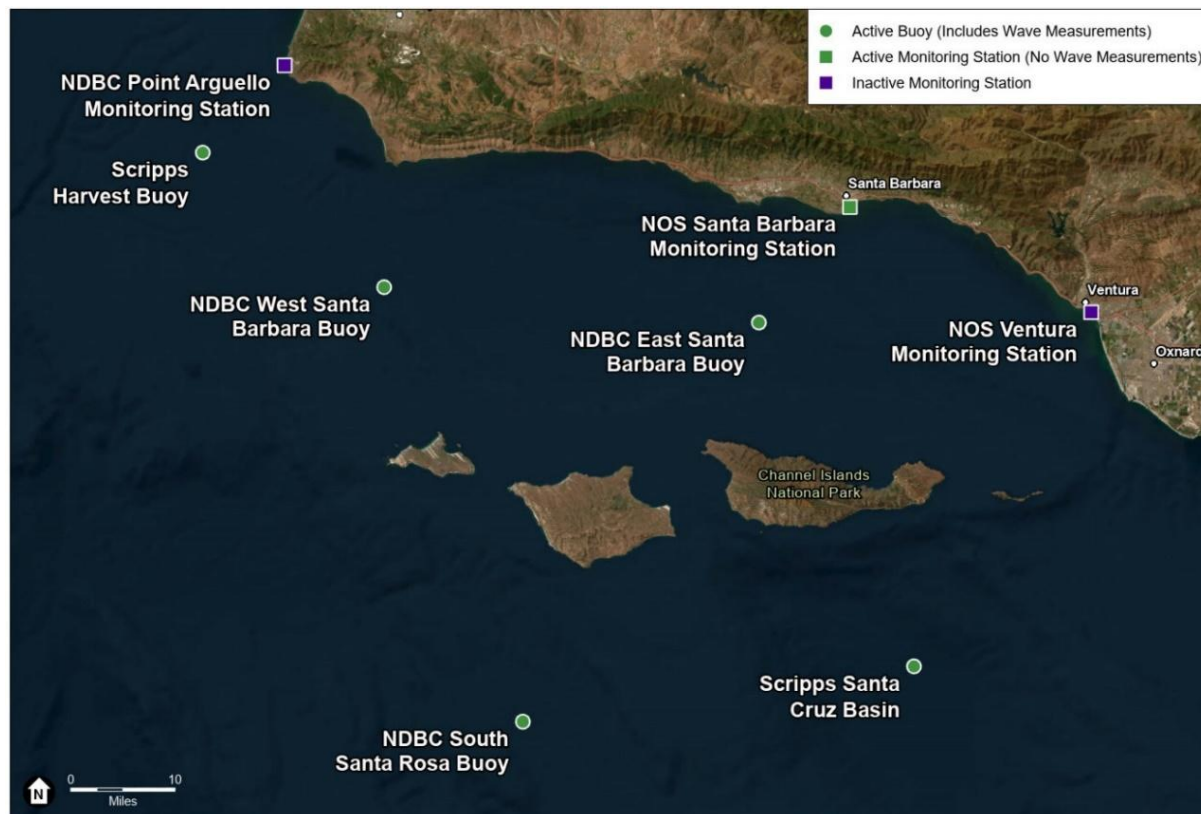 Active Buoy (Includes Wave Measurements)
Active Monitoring Station (No Wave Measurements)
Inactive Monitoring Station
NDBC Point Arguello
Monitoring Station
Scripps
Harvest Buoy
Santa Barbara
NOS Santa Barbara
Monitoring Station
NDBC West Santa
Barbara Buoy
NDBC East Santa
Barbara Buoy
Ventura
NOS Ventura
Monitoring Station
Oxnard
Channel Islands
National Park
Scripps Santa
Cruz Basin
NDBC South
Santa Rosa Buoy
N
0 10
Miles